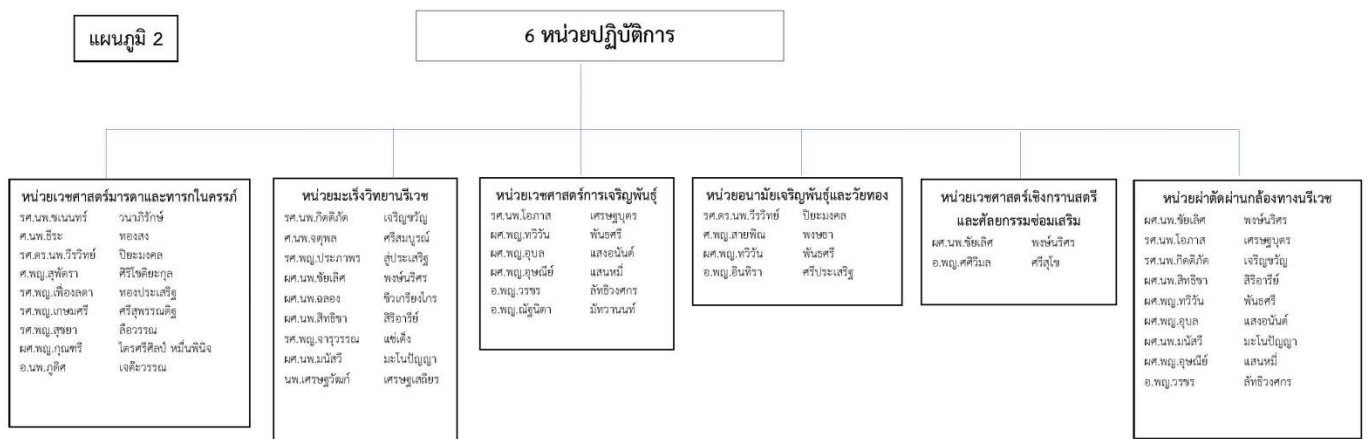 แผนภูมิ 2
6 หน่วยปฏิบัติการ
หน่วยเวชศาสตร์มารดาและทารกในครรภ์
รศ.นพ.ชเนนทร์ วนาภิรักษ์
ศ.นพ.ธีระ ทองสง
รศ.ดร.นพ.วีรวิทย์ ปิยะมงคล
ศ.พญ.สุพัตรา ศิริโชติยะกุล
รศ.พญ.เฟื่องลดา ทองประเสริฐ
รศ.พญ.เกษมศรี ศรีสุพรรณดิฐ
รศ.พญ.สุชยา ลือวรรณ
ผศ.พญ.กุณฑรี ไตรศรีศิลป์ หมื่นพินิจ
อ.นพ.ภูดิศ เจต๊ะวรรณ
หน่วยมะเร็งวิทยานรีเวช
รศ.นพ.กิตติภัต เจริญขวัญ
ศ.นพ.จตุพล ศรีสมบูรณ์
รศ.พญ.ประภาพร สู่ประเสริฐ
ผศ.นพ.ชัยเลิศ พงษ์นริศร
ผศ.นพ.ฉลอง ชีวเกรียงไกร
ผศ.นพ.สิทธิชา สิริอารีย์
รศ.พญ.จารุวรรณ แซ่เต็ง
ผศ.นพ.มนัสวี มะโนปัญญา
นพ.เศรษฐวัฒก์ เศรษฐเสถียร
หน่วยเวชศาสตร์การเจริญพันธุ์
รศ.นพ.โอภาส เศรษฐบุตร
ผศ.พญ.ทวิวัน พันธศรี
ผศ.พญ.อุบล แสงอนันต์
ผศ.พญ.อุษณีย์ แสนหมี่
อ.พญ.วรชร ลัทธิวงศกร
อ.พญ.ณัฐนิตา มัทวานนท์
หน่วยอนามัยเจริญพันธุ์และวัยทอง
รศ.ดร.นพ.วีรวิทย์ ปิยะมงคล
ศ.พญ.สายพิณ พงษธา
ผศ.พญ.ทวิวัน พันธศรี
อ.พญ.อินทิรา ศรีประเสริฐ
หน่วยเวชศาสตร์เชิงกรานสตรี
และศัลยกรรมซ่อมเสริม
ผศ.นพ.ชัยเลิศ พงษ์นริศร
อ.พญ.ศศิวิมล ศรีสุโข
หน่วยผ่าตัดผ่านกล้องทางนรีเวช
ผศ.นพ.ชัยเลิศ พงษ์นริศร
รศ.นพ.โอภาส เศรษฐบุตร
รศ.นพ.กิตติภัต เจริญขวัญ
ผศ.นพ.สิทธิชา สิริอารีย์
ผศ.พญ.ทวิวัน พันธศรี
ผศ.พญ.อุบล แสงอนันต์
ผศ.นพ.มนัสวี มะโนปัญญา
ผศ.พญ.อุษณีย์ แสนหมี่
อ.พญ.วรชร ลัทธิวงศกร